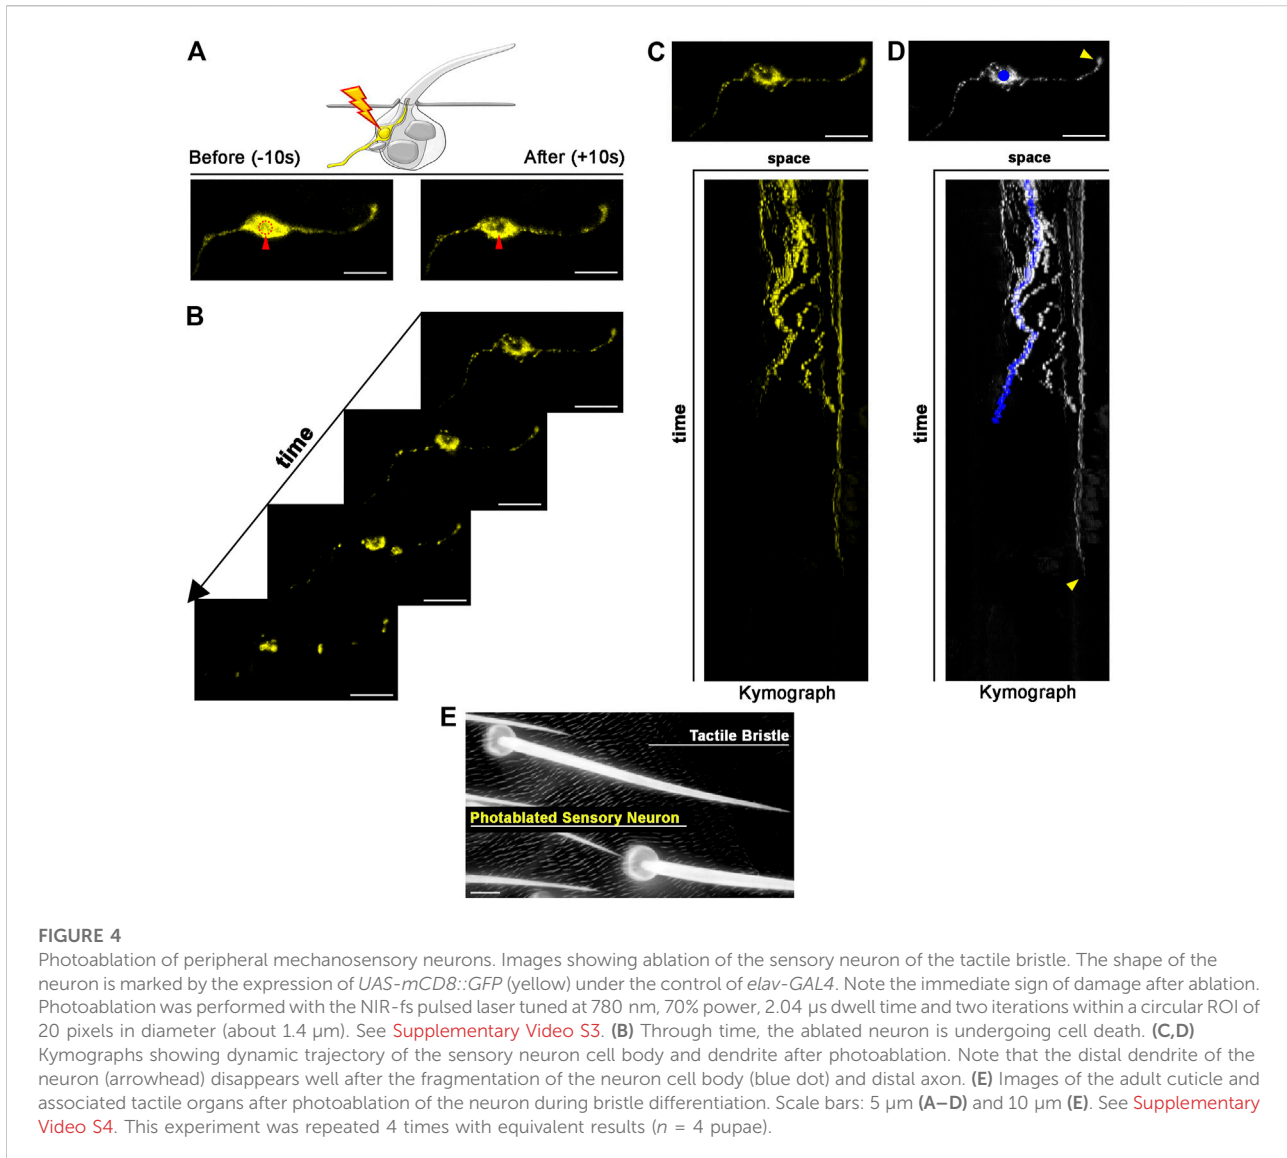 A
Before (-10s)
After (+10s)
B
time
C
space
time
Kymograph
D
space
time
Kymograph
E
Tactile Bristle
Photablated Sensory Neuron
FIGURE 4
Photoablation of peripheral mechanosensory neurons. Images showing ablation of the sensory neuron of the tactile bristle. The shape of the
neuron is marked by the expression of UAS-mCD8::GFP (yellow) under the control of elav-GAL4. Note the immediate sign of damage after ablation.
Photoablation was performed with the NIR-fs pulsed laser tuned at 780 nm, 70% power, 2.04 µs dwell time and two iterations within a circular ROI of
20 pixels in diameter (about 1.4 µm). See Supplementary Video S3. (B) Through time, the ablated neuron is undergoing cell death. (C,D)
Kymographs showing dynamic trajectory of the sensory neuron cell body and dendrite after photoablation. Note that the distal dendrite of the
neuron (arrowhead) disappears well after the fragmentation of the neuron cell body (blue dot) and distal axon. (E) Images of the adult cuticle and
associated tactile organs after photoablation of the neuron during bristle differentiation. Scale bars: 5 µm (A–D) and 10 µm (E). See Supplementary
Video S4. This experiment was repeated 4 times with equivalent results (n = 4 pupae).